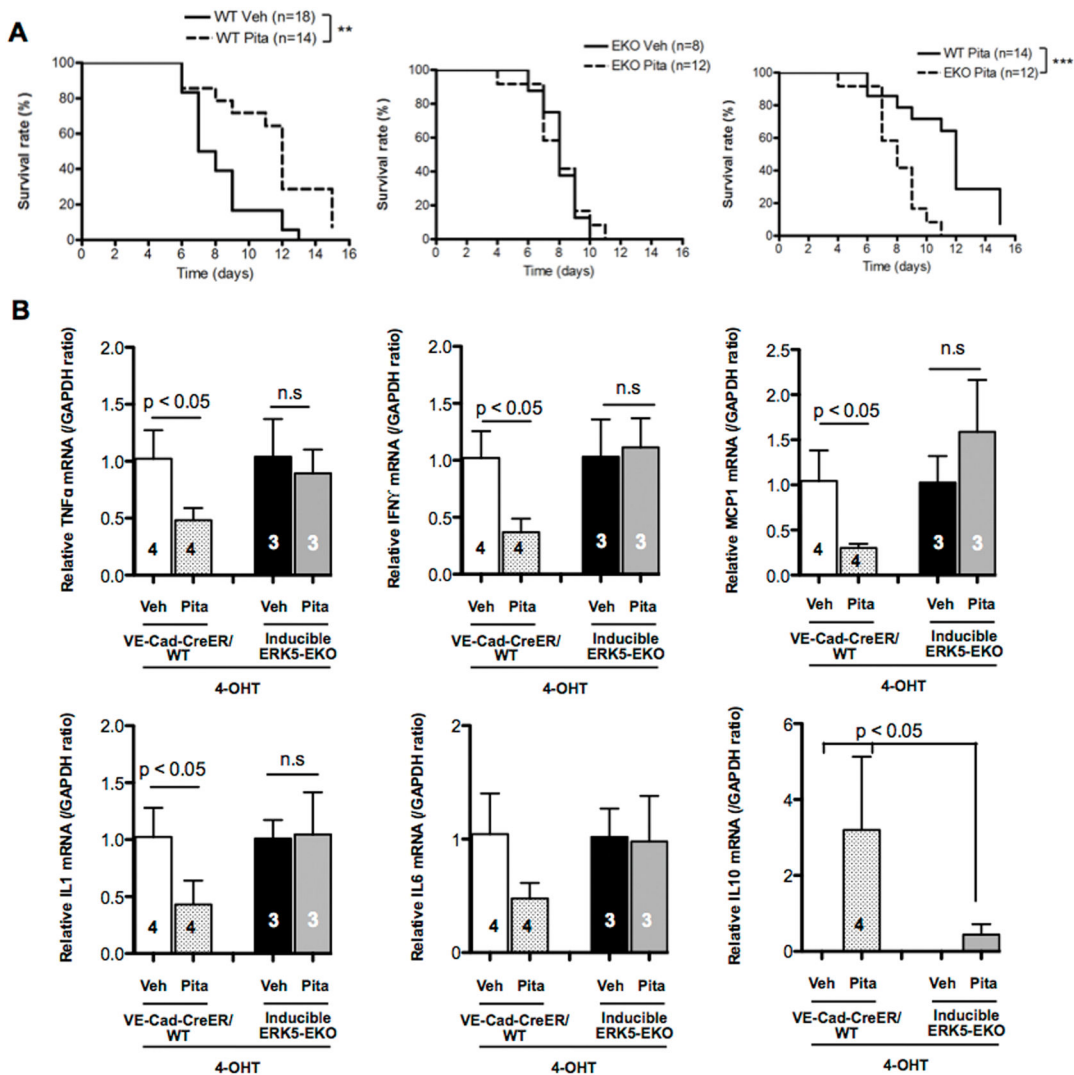 A
WT Veh (n=18)
WT Pita (n=14)
**
Survival rate (%)
100
80
60
40
20
0
0 2 4 6 8 10 12 14 16
Time (days)
EKO Veh (n=8)
EKO Pita (n=12)
Survival rate (%)
100
80
60
40
20
0
0 2 4 6 8 10 12 14 16
Time (days)
WT Pita (n=14)
EKO Pita (n=12)
***
Survival rate (%)
100
80
60
40
20
0
0 2 4 6 8 10 12 14 16
Time (days)
B
Relative TNFα mRNA (/GAPDH ratio)
2.0
1.5
1.0
0.5
0.0
p < 0.05
n.s
4 4 3 3
Veh Pita Veh Pita
VE-Cad-CreER/ Inducible
WT ERK5-EKO
4-OHT
Relative IFNγ mRNA (/GAPDH ratio)
2.0
1.5
1.0
0.5
0.0
p < 0.05
n.s
4 4 3 3
Veh Pita Veh Pita
VE-Cad-CreER/ Inducible
WT ERK5-EKO
4-OHT
Relative MCP1 mRNA (/GAPDH ratio)
2.5
2.0
1.5
1.0
0.5
0.0
p < 0.05
n.s
4 4 3 3
Veh Pita Veh Pita
VE-Cad-CreER/ Inducible
WT ERK5-EKO
4-OHT
Relative IL1 mRNA (/GAPDH ratio)
2.0
1.5
1.0
0.5
0.0
p < 0.05
n.s
4 4 3 3
Veh Pita Veh Pita
VE-Cad-CreER/ Inducible
WT ERK5-EKO
4-OHT
Relative IL6 mRNA (/GAPDH ratio)
2
1
0
4 4 3 3
Veh Pita Veh Pita
VE-Cad-CreER/ Inducible
WT ERK5-EKO
4-OHT
Relative IL10 mRNA (/GAPDH ratio)
6
4
2
0
p < 0.05
4
Veh Pita Veh Pita
VE-Cad-CreER/ Inducible
WT ERK5-EKO
4-OHT